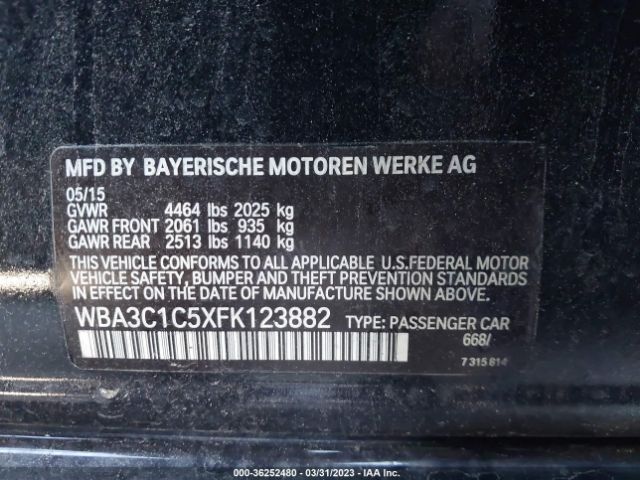 MFD BY BAYERISCHE MOTOREN WERKE AG
05/15
GVWR 4464 lbs 2025 kg
GAWR FRONT 2061 lbs 935 kg
GAWR REAR 2513 lbs 1140 kg
THIS VEHICLE CONFORMS TO ALL APPLICABLE U.S.FEDERAL MOTOR
VEHICLE SAFETY, BUMPER AND THEFT PREVENTION STANDARDS
IN EFFECT ON THE DATE OF MANUFACTURE SHOWN ABOVE.
WBA3C1C5XFK123882 TYPE: PASSENGER CAR
668/
7 315 814
000-36252480 - 03/31/2023 - IAA Inc.